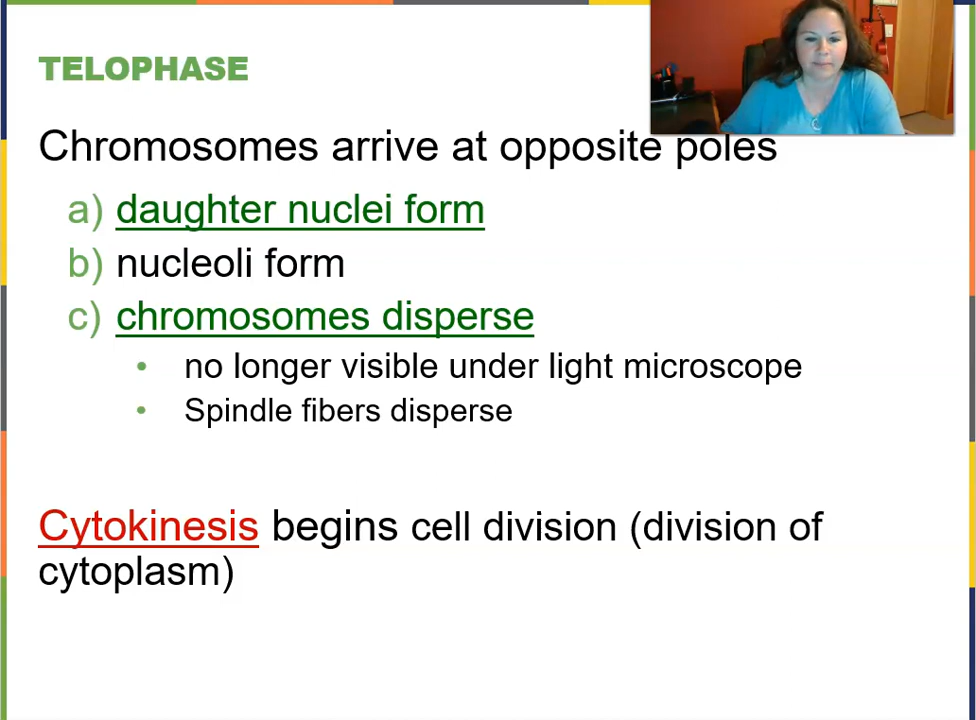 TELOPHASE
Chromosomes arrive at opposite poles
a) daughter nuclei form
b) nucleoli form
c) chromosomes disperse
• no longer visible under light microscope
• Spindle fibers disperse
Cytokinesis begins cell division (division of
cytoplasm)